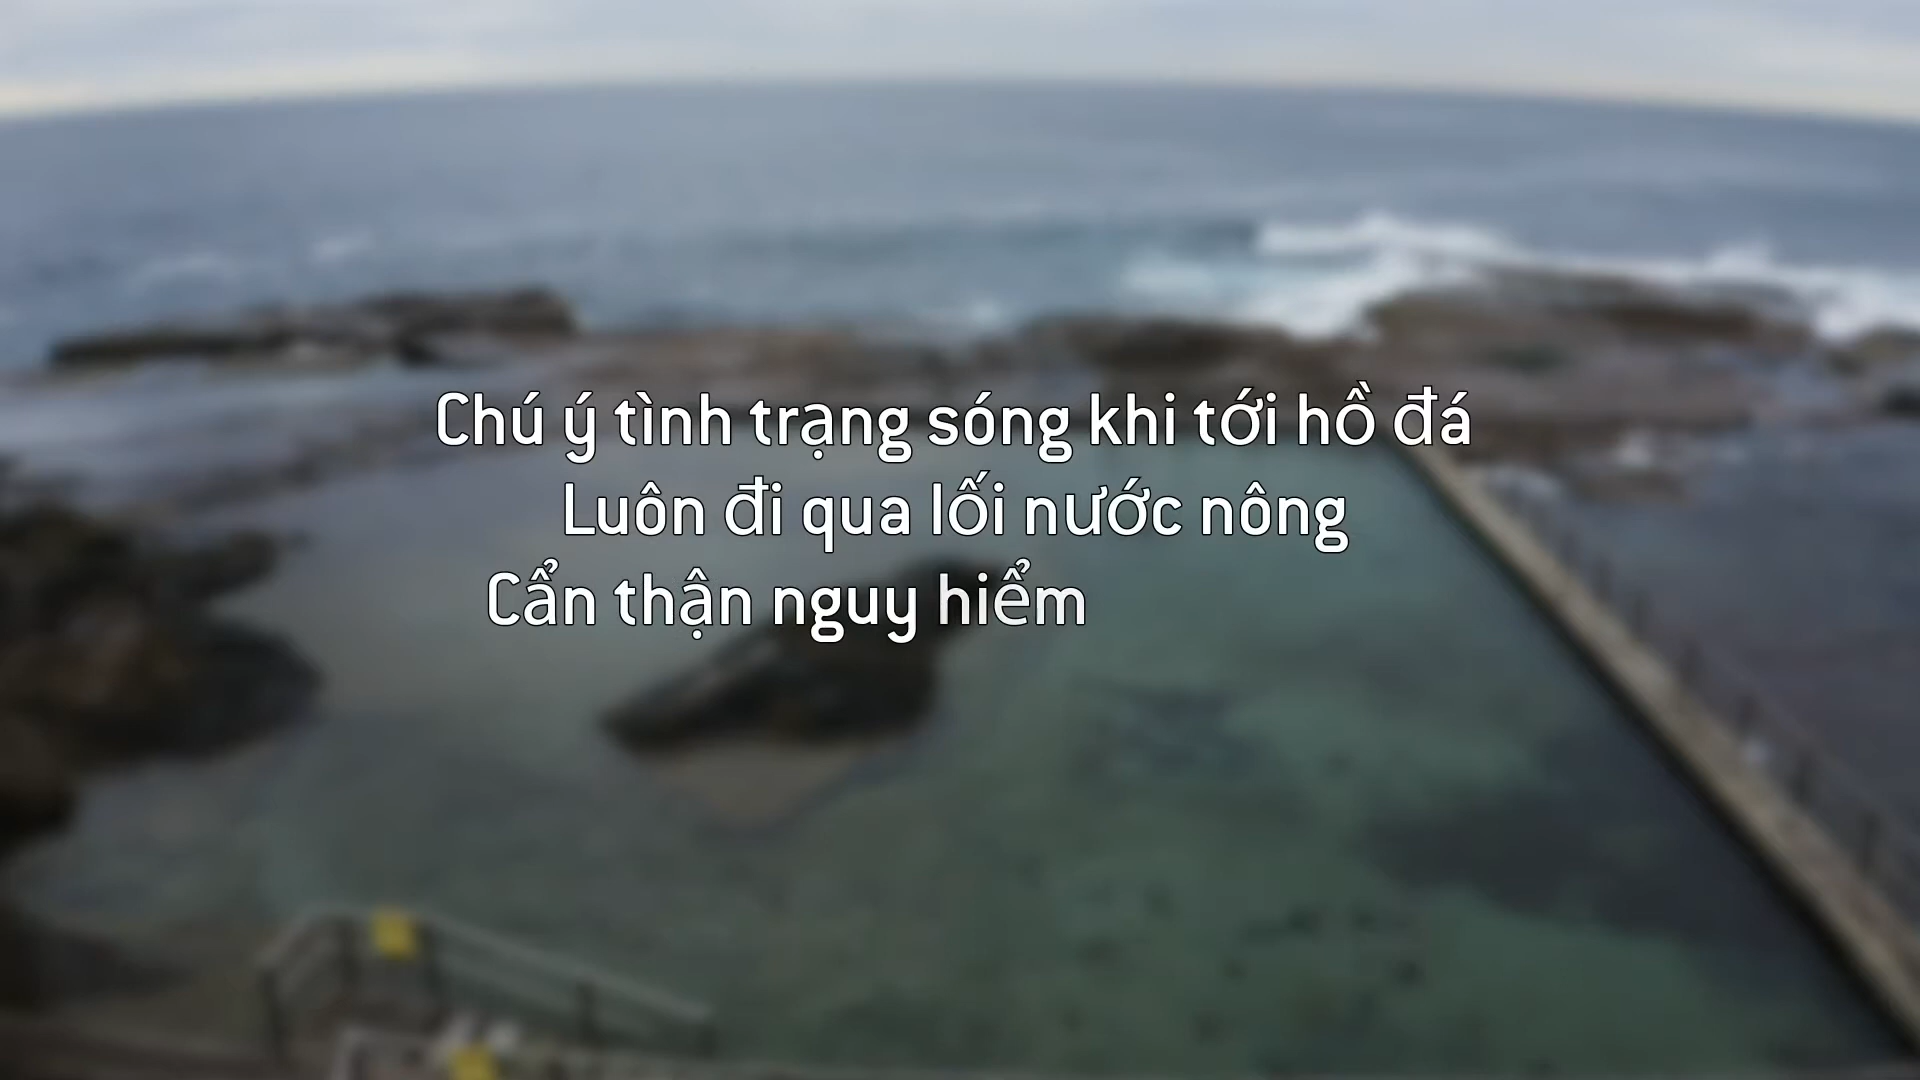 Chú ý tình trạng sóng khi tới hồ đá
Luôn đi qua lối nước nông
Cẩn thận nguy hiểm